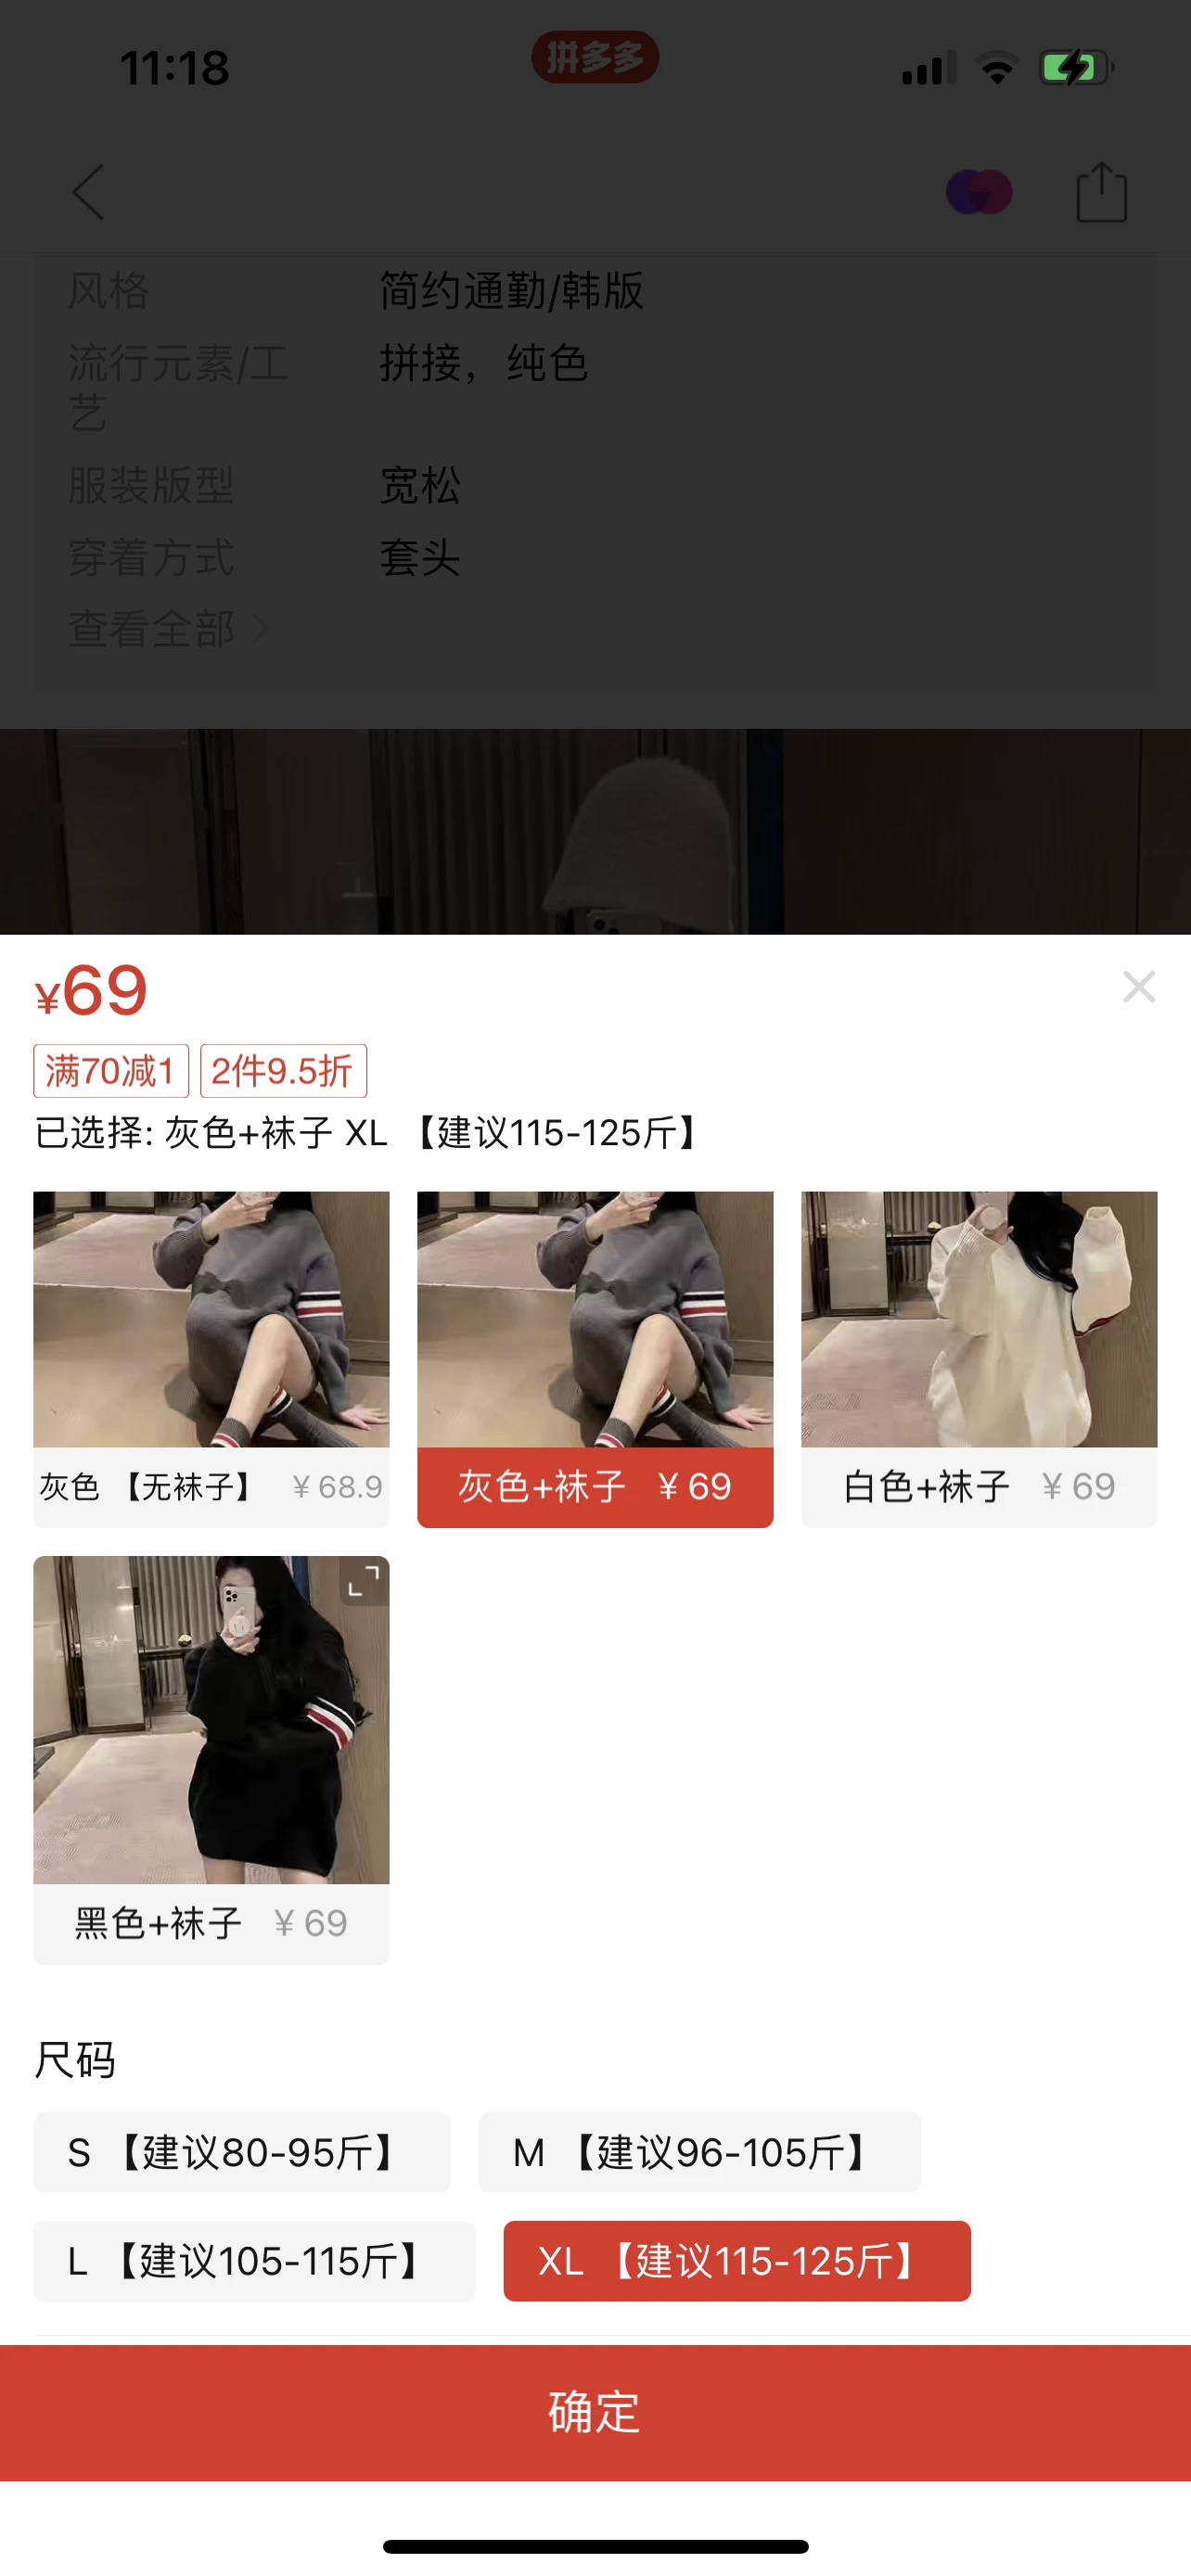 11:18
拼多多
风格 简约通勤/韩版
流行元素/工艺 拼接，纯色
服装版型 宽松
穿着方式 套头
查看全部 >
¥69
满70减1 2件9.5折
已选择: 灰色+袜子 XL 【建议115-125斤】
灰色 【无袜子】 ¥ 68.9
灰色+袜子 ¥ 69
白色+袜子 ¥ 69
黑色+袜子 ¥ 69
尺码
S 【建议80-95斤】 M 【建议96-105斤】
L 【建议105-115斤】 XL 【建议115-125斤】
确定